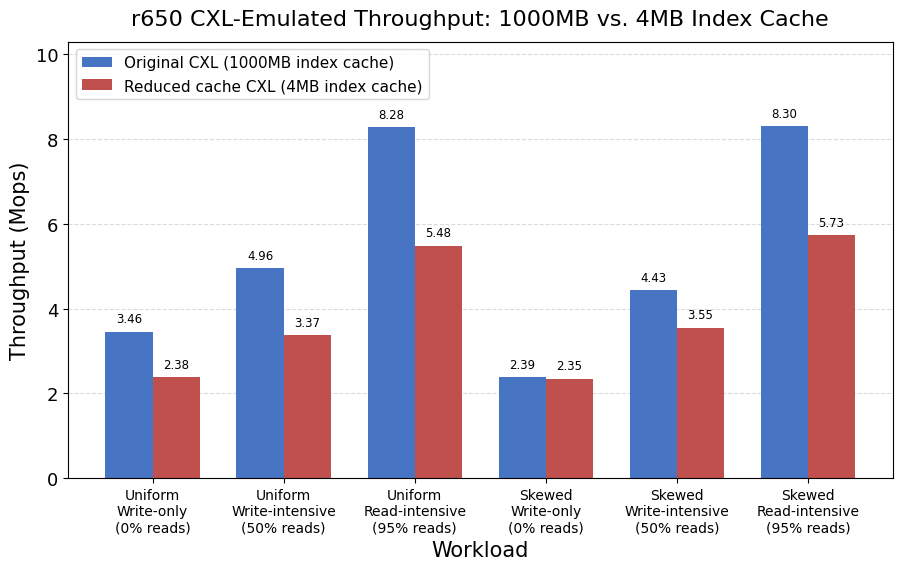 r650 CXL-Emulated Throughput: 1000MB vs. 4MB Index Cache
Original CXL (1000MB index cache)
Reduced cache CXL (4MB index cache)
Throughput (Mops)
10
8
6
4
2
0
3.46
2.38
4.96
3.37
8.28
5.48
2.39
2.35
4.43
3.55
8.30
5.73
Uniform
Write-only
(0% reads)
Uniform
Write-intensive
(50% reads)
Uniform
Read-intensive
(95% reads)
Skewed
Write-only
(0% reads)
Skewed
Write-intensive
(50% reads)
Skewed
Read-intensive
(95% reads)
Workload